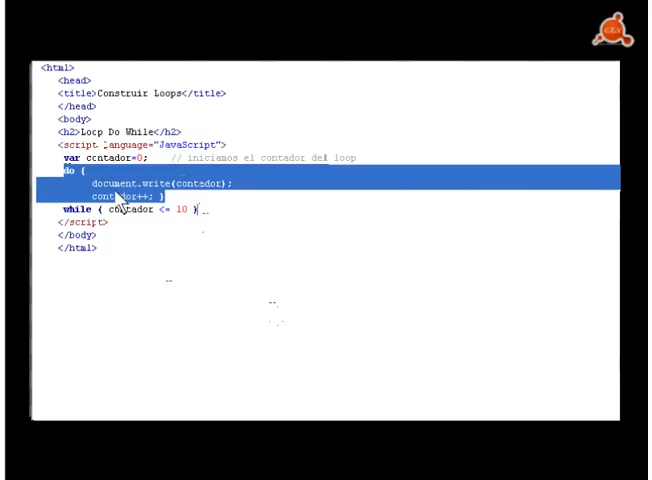 CEV
<html>
<head>
<title>Construir Loops</title>
</head>
<body>
<h2>Loop Do While</h2>
<script language="JavaScript">
var contador=0; // iniciamos el contador del loop
do {
document.write(contador);
contador++; }
while ( contador <= 10 )
</script>
</body>
</html>